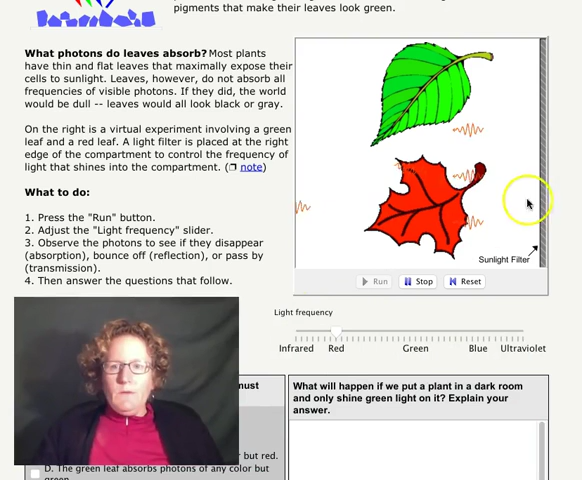 pigments that make their leaves look green.
What photons do leaves absorb? Most plants
have thin and flat leaves that maximally expose their
cells to sunlight. Leaves, however, do not absorb all
frequencies of visible photons. If they did, the world
would be dull -- leaves would all look black or gray.
On the right is a virtual experiment involving a green
leaf and a red leaf. A light filter is placed at the right
edge of the compartment to control the frequency of
light that shines into the compartment. ( note)
What to do:
1. Press the "Run" button.
2. Adjust the "Light frequency" slider.
3. Observe the photons to see if they disappear
(absorption), bounce off (reflection), or pass by
(transmission).
4. Then answer the questions that follow.
Sunlight Filter
Run Stop Reset
Light frequency
Infrared Red Green Blue Ultraviolet
must
but red.
D. The green leaf absorbs photons of any color but
green.
What will happen if we put a plant in a dark room
and only shine green light on it? Explain your
answer.